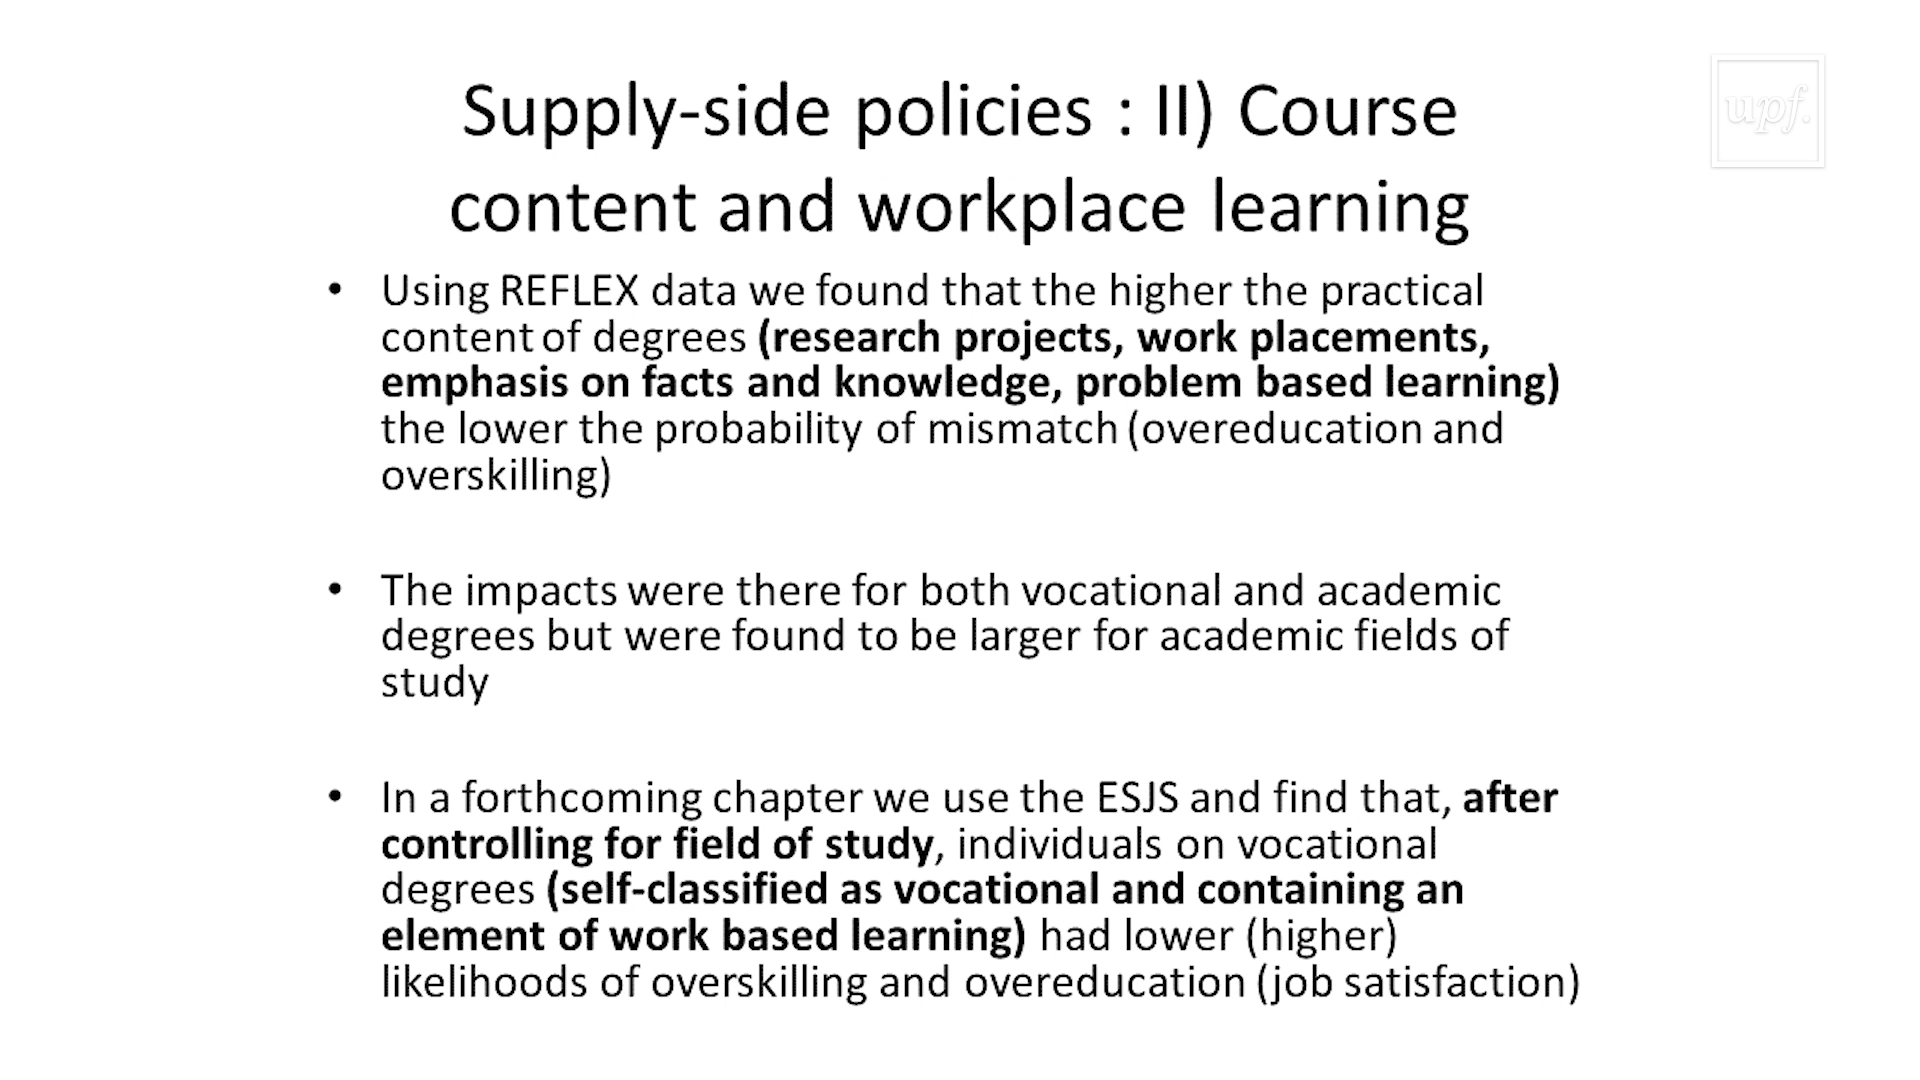 Supply-side policies : II) Course
content and workplace learning
upf.
• Using REFLEX data we found that the higher the practical
content of degrees (research projects, work placements,
emphasis on facts and knowledge, problem based learning)
the lower the probability of mismatch (overeducation and
overskilling)
• The impacts were there for both vocational and academic
degrees but were found to be larger for academic fields of
study
• In a forthcoming chapter we use the ESJS and find that, after
controlling for field of study, individuals on vocational
degrees (self-classified as vocational and containing an
element of work based learning) had lower (higher)
likelihoods of overskilling and overeducation (job satisfaction)